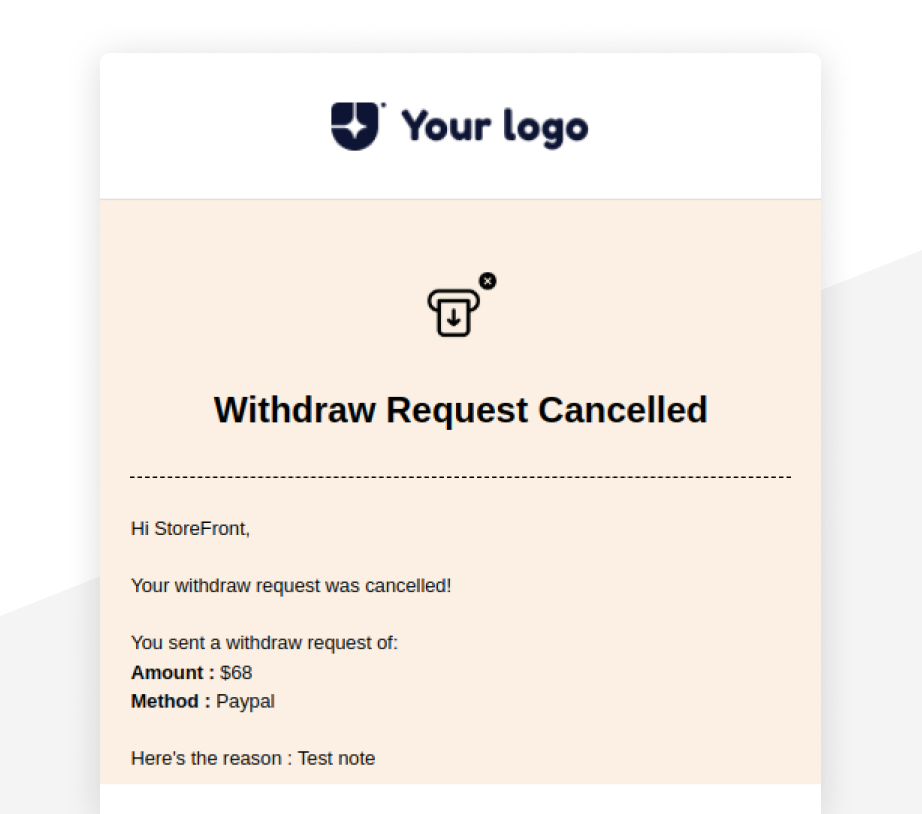 Your logo
Withdraw Request Cancelled
Hi StoreFront,
Your withdraw request was cancelled!
You sent a withdraw request of:
Amount : $68
Method : Paypal
Here's the reason : Test note